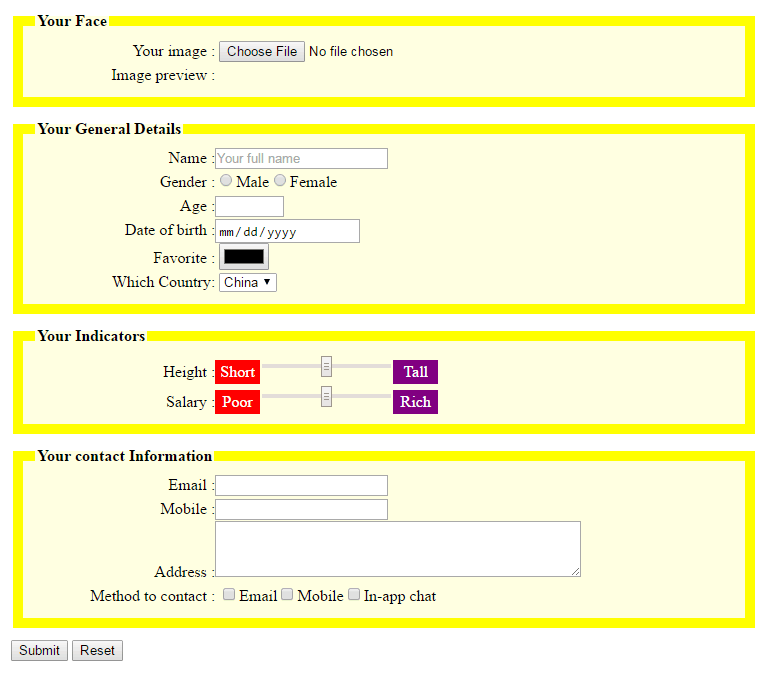 Your Face
Your image : Choose File No file chosen
Image preview :
Your General Details
Name : Your full name
Gender : Male Female
Age :
Date of birth : mm/dd/yyyy
Favorite :
Which Country: China
Your Indicators
Height : Short Tall
Salary : Poor Rich
Your contact Information
Email :
Mobile :
Address :
Method to contact : Email Mobile In-app chat
Submit Reset